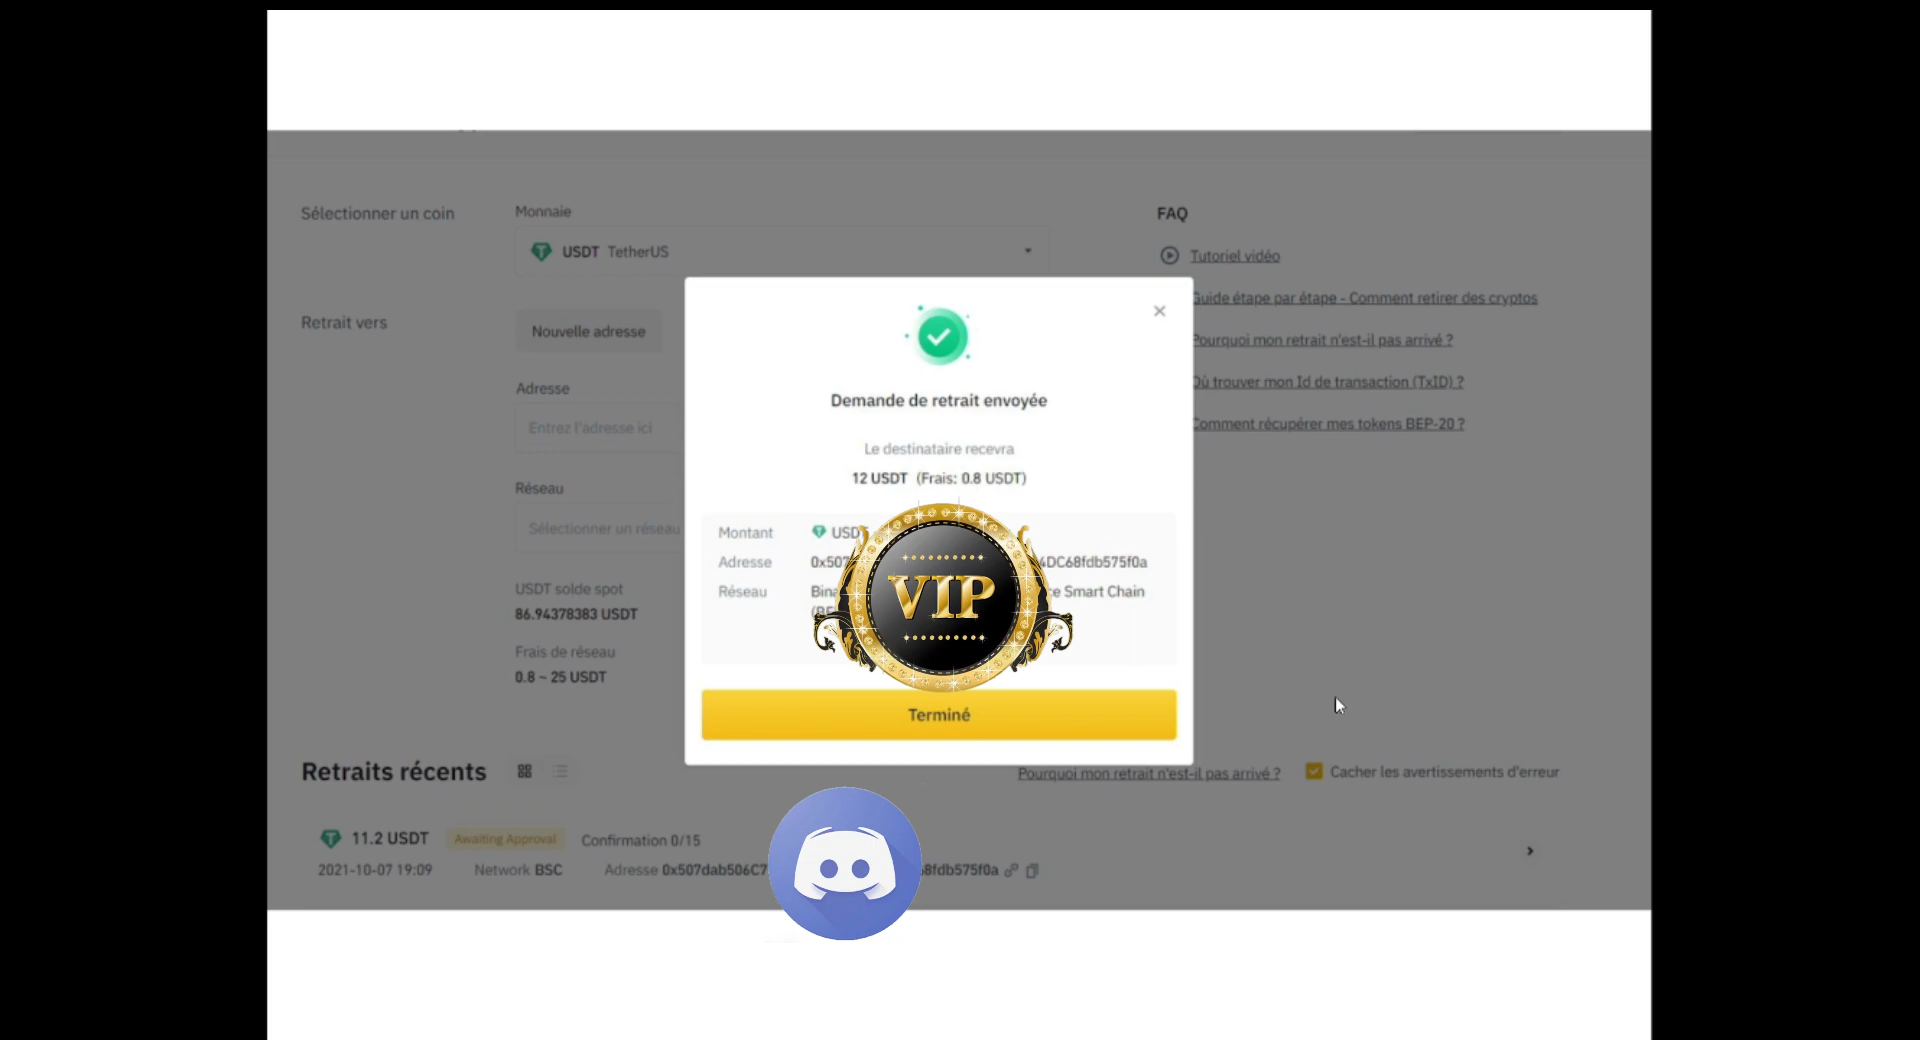 Sélectionner un coin
Monnaie
USDT TetherUS
FAQ
Tutoriel vidéo
Guide étape par étape - Comment retirer des cryptos
Pourquoi mon retrait n'est-il pas arrivé ?
Où trouver mon Id de transaction (TxID) ?
Comment récupérer mes tokens BEP-20 ?
Retrait vers
Nouvelle adresse
Adresse
Entrez l'adresse ici
Réseau
Sélectionner un réseau
USDT solde spot
86.94378383 USDT
Frais de réseau
0.8 ~ 25 USDT
Demande de retrait envoyée
Le destinataire recevra
12 USDT (Frais: 0.8 USDT)
Montant USDT
Adresse 0x507 4DC68fdb575f0a
Réseau Bina ce Smart Chain
VIP
Terminé
Retraits récents
Pourquoi mon retrait n'est-il pas arrivé ?
Cacher les avertissements d'erreur
11.2 USDT Awaiting Approval Confirmation 0/15
2021-10-07 19:09 Network BSC Adresse 0x507dab506C7 8fdb575f0a